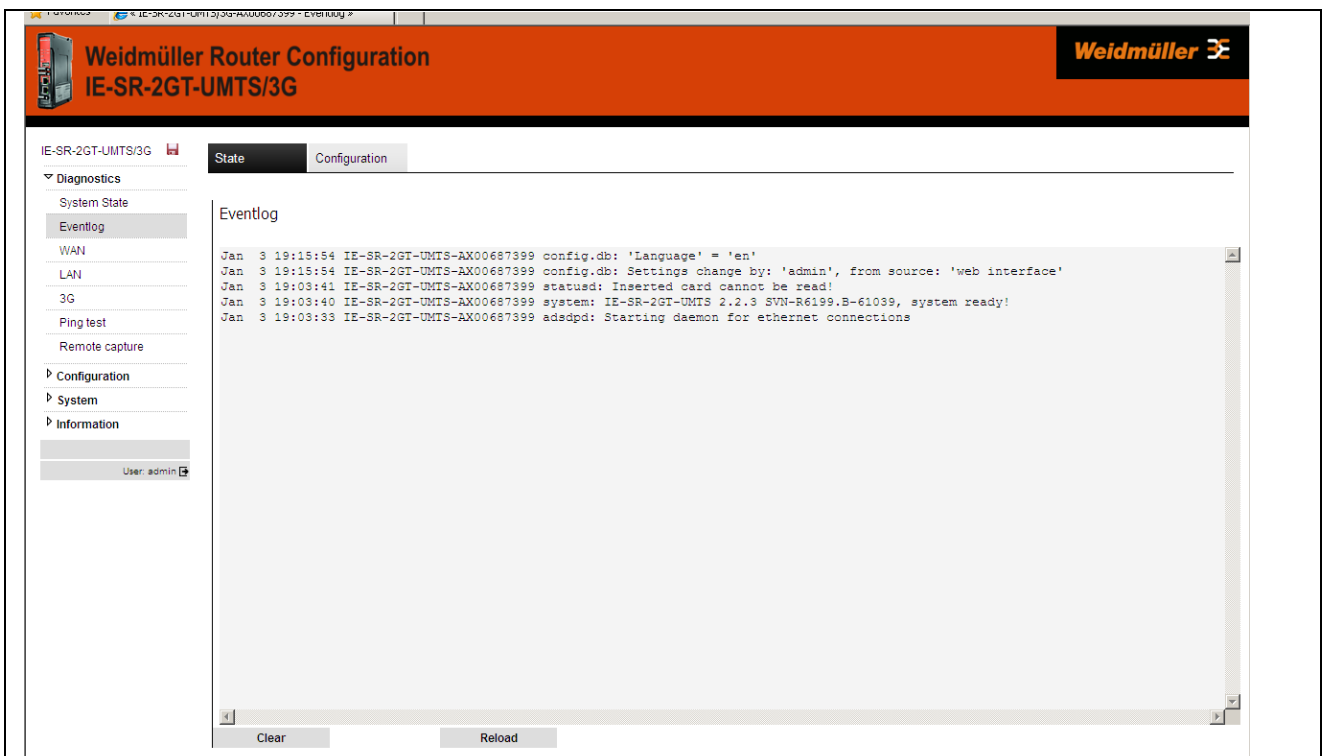 Favorites
« IE-SR-2GT-UMTS/3G-AX00687399 - Eventlog »
Weidmüller Router Configuration
IE-SR-2GT-UMTS/3G
Weidmüller
IE-SR-2GT-UMTS/3G
State
Configuration
Diagnostics
System State
Eventlog
WAN
LAN
3G
Ping test
Remote capture
Configuration
System
Information
User: admin
Eventlog
Jan 3 19:15:54 IE-SR-2GT-UMTS-AX00687399 config.db: 'Language' = 'en'
Jan 3 19:15:54 IE-SR-2GT-UMTS-AX00687399 config.db: Settings change by: 'admin', from source: 'web interface'
Jan 3 19:03:41 IE-SR-2GT-UMTS-AX00687399 statusd: Inserted card cannot be read!
Jan 3 19:03:40 IE-SR-2GT-UMTS-AX00687399 system: IE-SR-2GT-UMTS 2.2.3 SVN-R6199.B-61039, system ready!
Jan 3 19:03:33 IE-SR-2GT-UMTS-AX00687399 adsdpd: Starting daemon for ethernet connections
Clear
Reload